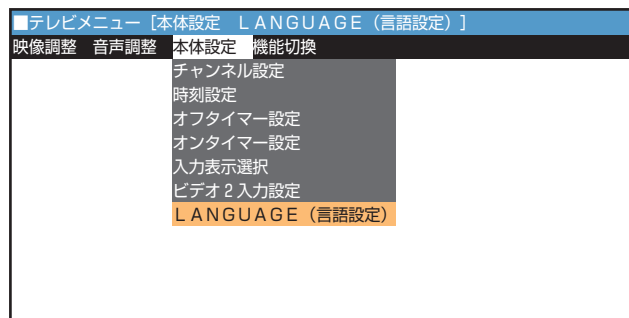 ■テレビメニュー［本体設定　ＬＡＮＧＵＡＧＥ（言語設定）］
映像調整　音声調整　本体設定　機能切換
チャンネル設定
時刻設定
オフタイマー設定
オンタイマー設定
入力表示選択
ビデオ２入力設定
ＬＡＮＧＵＡＧＥ（言語設定）